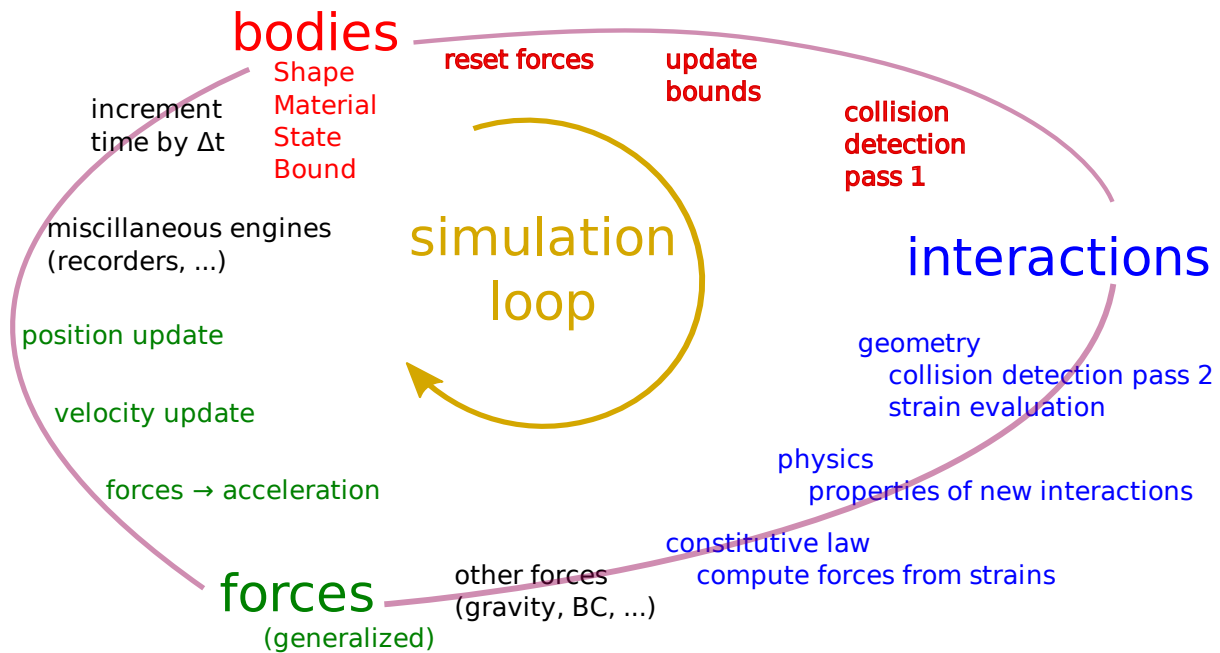 bodies
Shape
Material
State
Bound
reset forces
update
bounds
collision
detection
pass 1
increment
time by Δt
miscillaneous engines
(recorders, ...)
simulation
loop
interactions
position update
geometry
collision detection pass 2
strain evaluation
velocity update
physics
properties of new interactions
forces → acceleration
constitutive law
compute forces from strains
forces
(generalized)
other forces
(gravity, BC, ...)